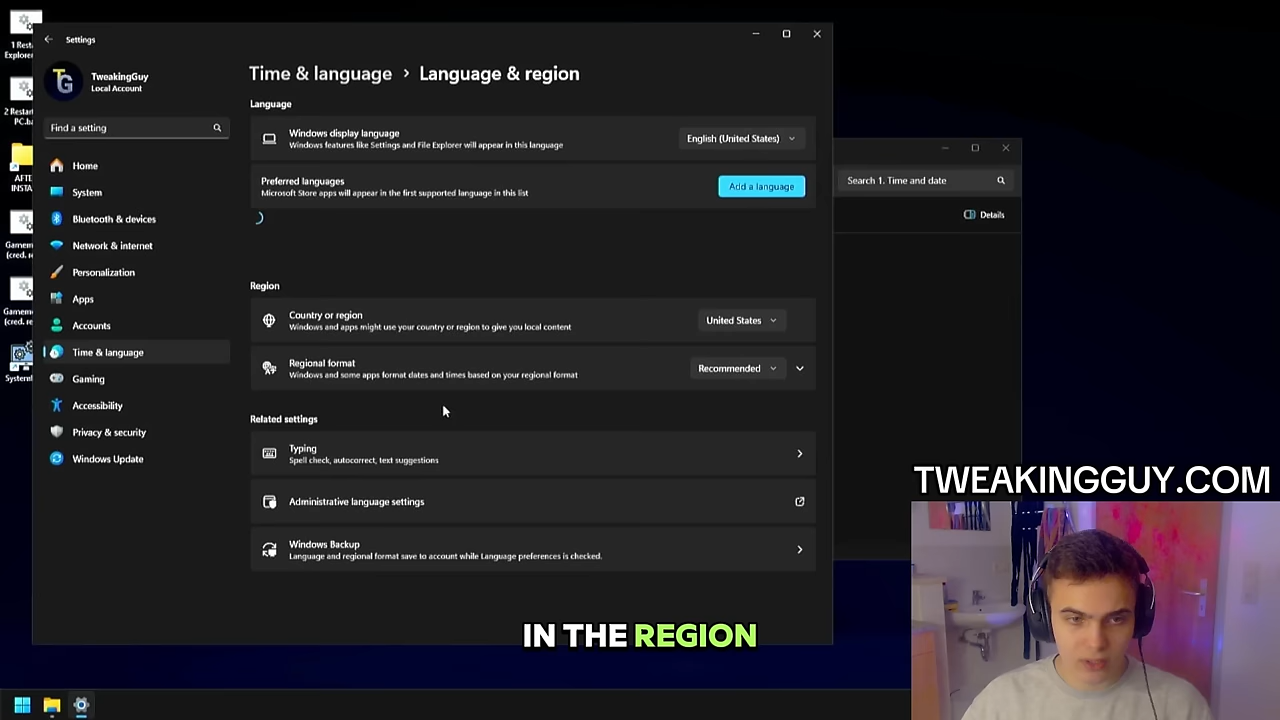 Settings
TweakingGuy
Local Account
Find a setting
Home
System
Bluetooth & devices
Network & internet
Personalization
Apps
Accounts
Time & language
Gaming
Accessibility
Privacy & security
Windows Update
Time & language > Language & region
Language
Windows display language
Windows features like Settings and File Explorer will appear in this language
English (United States)
Preferred languages
Microsoft Store apps will appear in the first supported language in this list
Add a language
Region
Country or region
Windows and apps might use your country or region to give you local content
United States
Regional format
Windows and some apps format dates and times based on your regional format
Recommended
Related settings
Typing
Spell check, autocorrect, text suggestions
Administrative language settings
Windows Backup
Language and regional format save to account while Language preferences is checked.
Search 1. Time and date
Details
TWEAKINGGUY.COM
IN THE REGION
TG